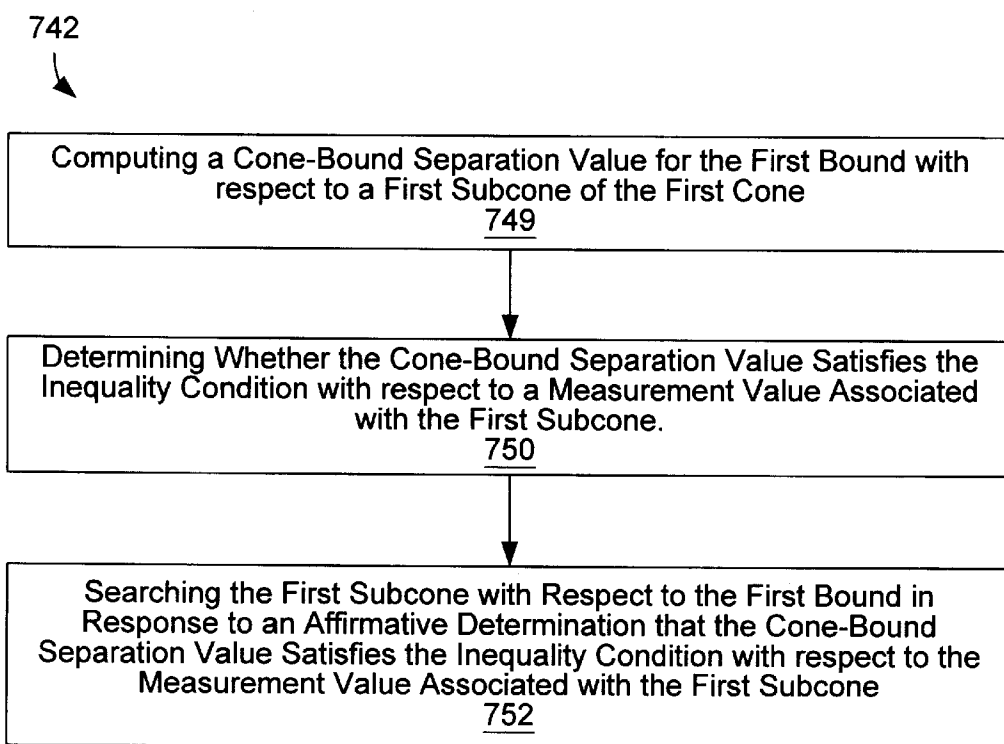 742
Computing a Cone-Bound Separation Value for the First Bound with
respect to a First Subcone of the First Cone
749
Determining Whether the Cone-Bound Separation Value Satisfies the
Inequality Condition with respect to a Measurement Value Associated
with the First Subcone.
750
Searching the First Subcone with Respect to the First Bound in
Response to an Affirmative Determination that the Cone-Bound
Separation Value Satisfies the Inequality Condition with respect to the
Measurement Value Associated with the First Subcone
752